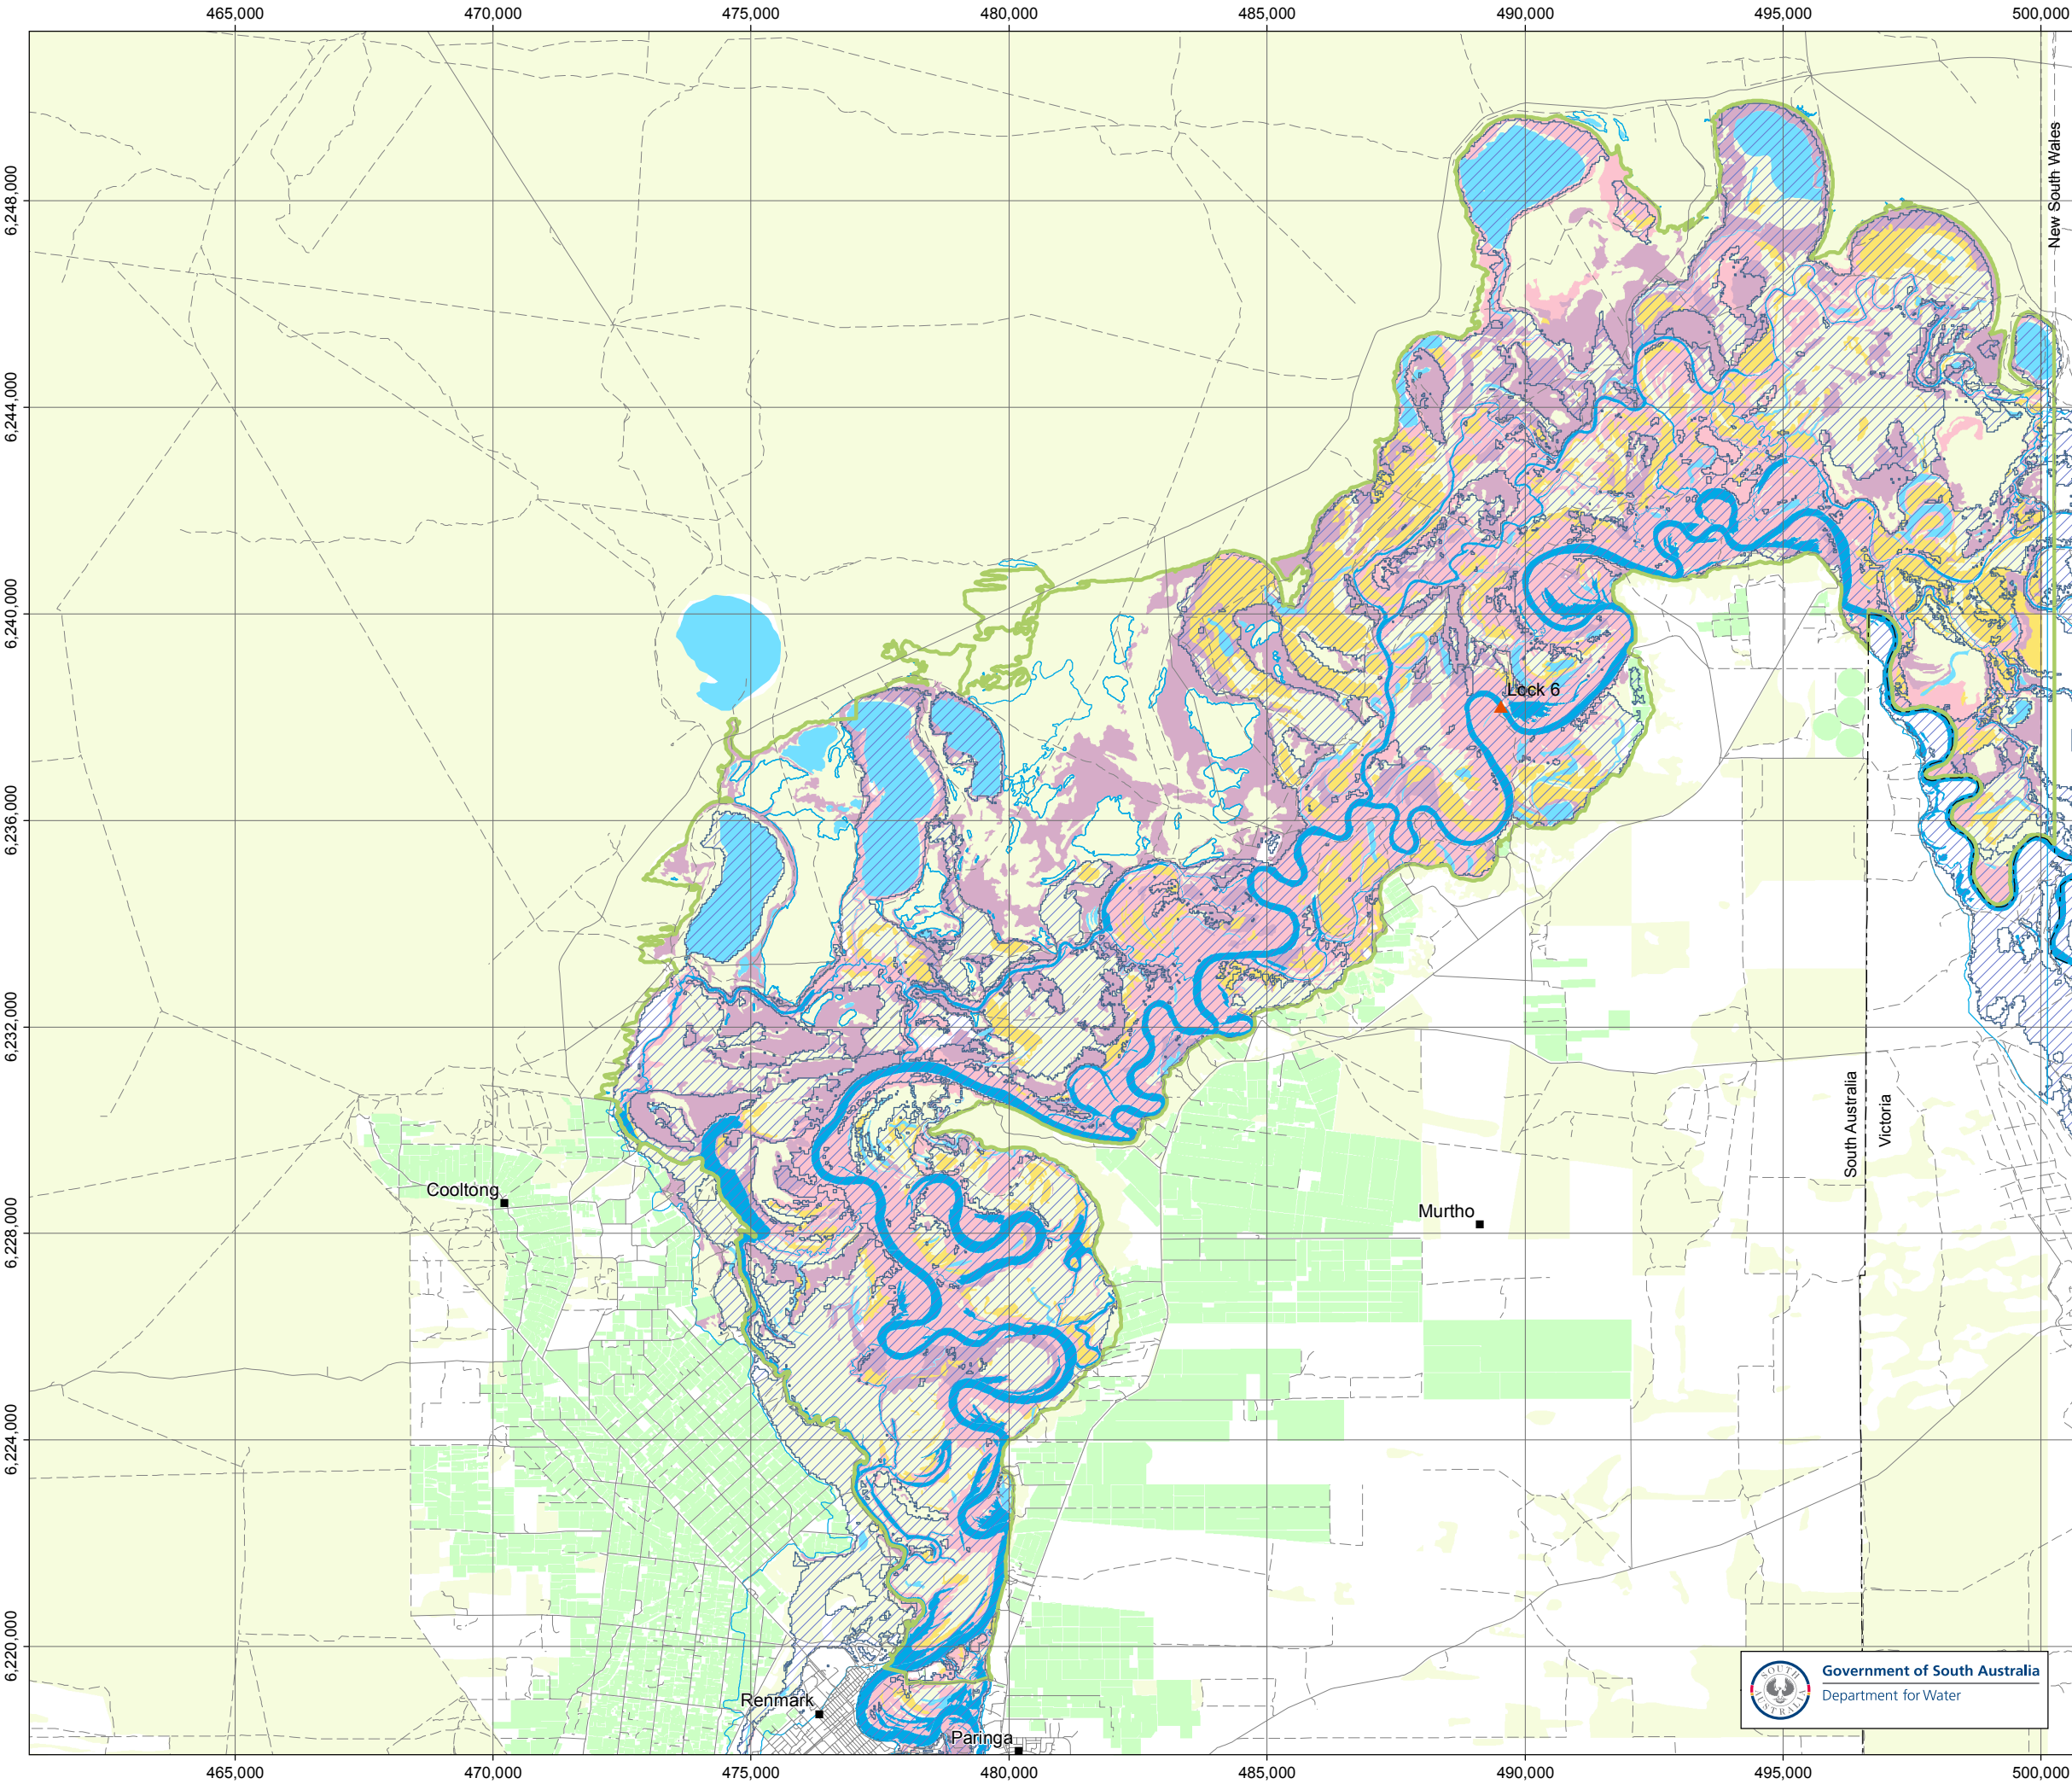 465,000 470,000 475,000 480,000 485,000 490,000 495,000 500,000
6,248,000
6,244,000
6,240,000
6,236,000
6,232,000
6,228,000
6,224,000
6,220,000
New South Wales
Lock 6
South Australia
Victoria
Cooltong
Murtho
Renmark
Paringa
SOUTH AUSTRALIA
Government of South Australia
Department for Water
465,000 470,000 475,000 480,000 485,000 490,000 495,000 500,000